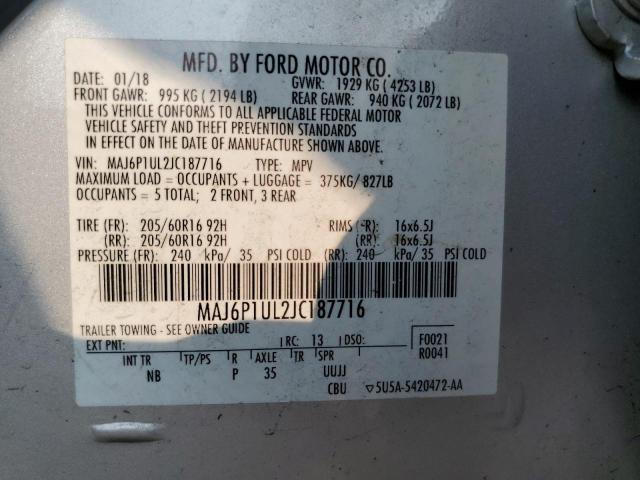 MFD. BY FORD MOTOR CO.
DATE: 01/18 GVWR: 1929 KG ( 4253 LB)
FRONT GAWR: 995 KG ( 2194 LB) REAR GAWR: 940 KG ( 2072 LB)
THIS VEHICLE CONFORMS TO ALL APPLICABLE FEDERAL MOTOR
VEHICLE SAFETY AND THEFT PREVENTION STANDARDS
IN EFFECT ON THE DATE OF MANUFACTURE SHOWN ABOVE.
VIN: MAJ6P1UL2JC187716 TYPE: MPV
MAXIMUM LOAD = OCCUPANTS + LUGGAGE = 375KG/ 827LB
OCCUPANTS = 5 TOTAL: 2 FRONT, 3 REAR
TIRE (FR): 205/60R16 92H RIMS (FR): 16x6.5J
(RR): 205/60R16 92H (RR): 16x6.5J
PRESSURE (FR): 240 kPa/ 35 PSI COLD (RR): 240 kPa/ 35 PSI COLD
MAJ6P1UL2JC187716
TRAILER TOWING - SEE OWNER GUIDE
EXT PNT: RC: 13 DSO: F0021
INT TR TP/PS R AXLE TR SPR R0041
NB P 35 UUJJ
CBU ▽5U5A-5420472-AA